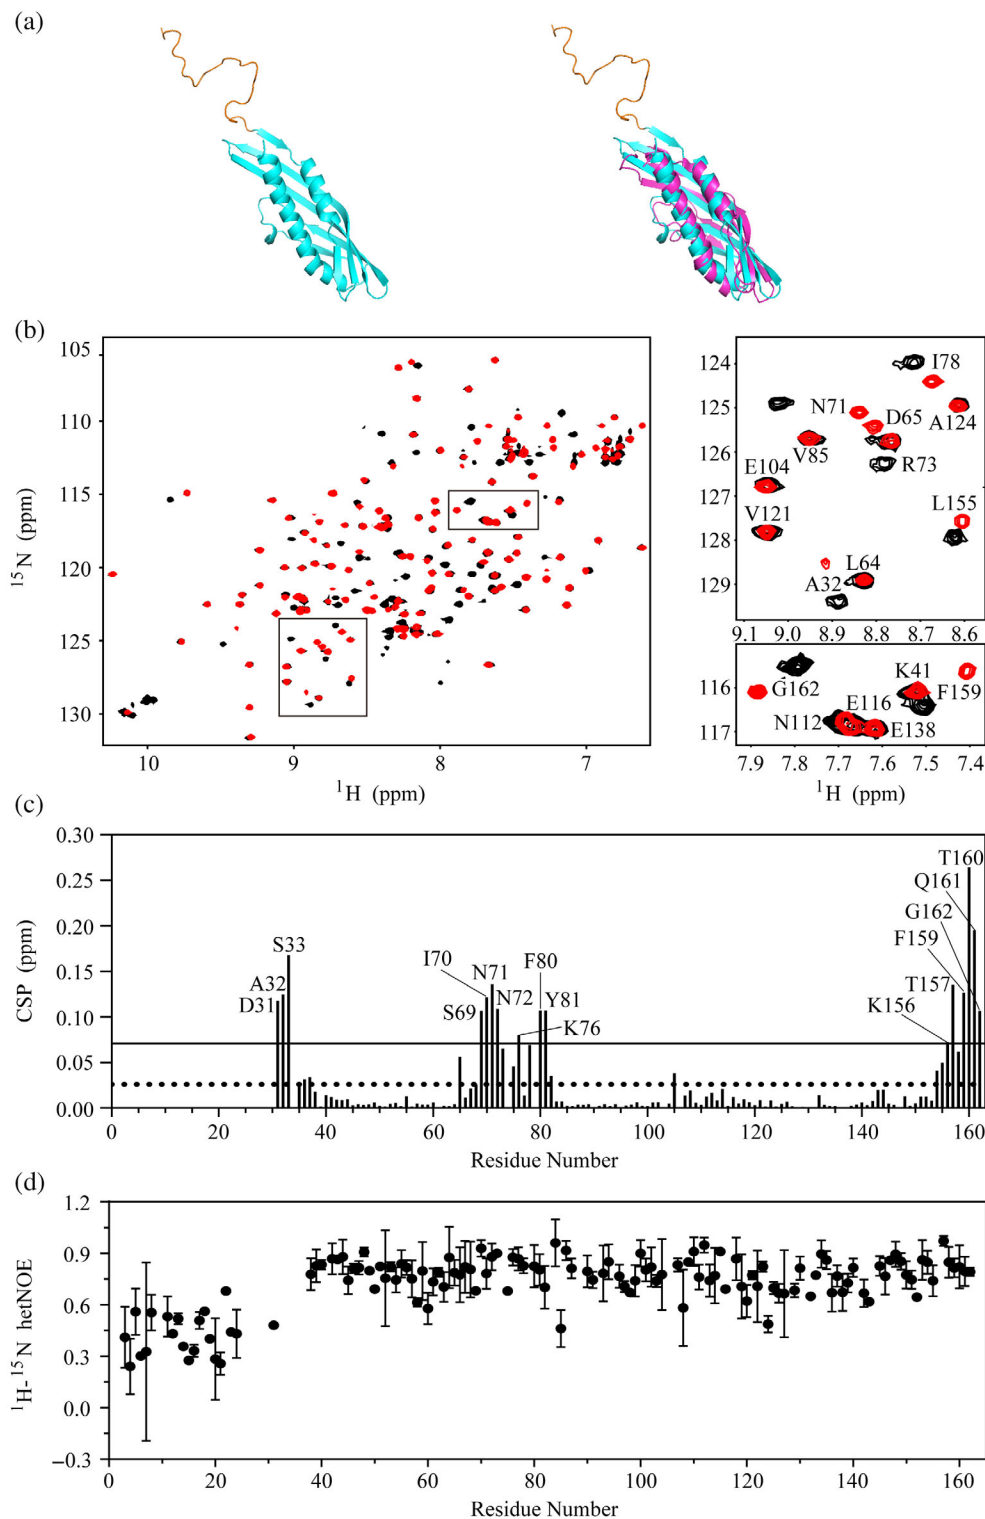 (a)
(b)
105
110
115
120
125
130
15N (ppm)
10 9 8 7
1H (ppm)
124
125
126
127
128
129
I78
N71
D65
A124
V85
R73
E104
L155
V121
L64
A32
9.1 9.0 8.9 8.8 8.7 8.6
116
117
K41
G162
F159
E116
N112
E138
7.9 7.8 7.7 7.6 7.5 7.4
1H (ppm)
(c)
0.30
0.25
0.20
0.15
0.10
0.05
0.00
CSP (ppm)
T160
Q161
G162
F159
T157
K156
S33
A32
D31
I70
N71
F80
S69
N72
Y81
K76
0 20 40 60 80 100 120 140 160
Residue Number
(d)
1.2
0.9
0.6
0.3
0.0
−0.3
1H-15N hetNOE
0 20 40 60 80 100 120 140 160
Residue Number